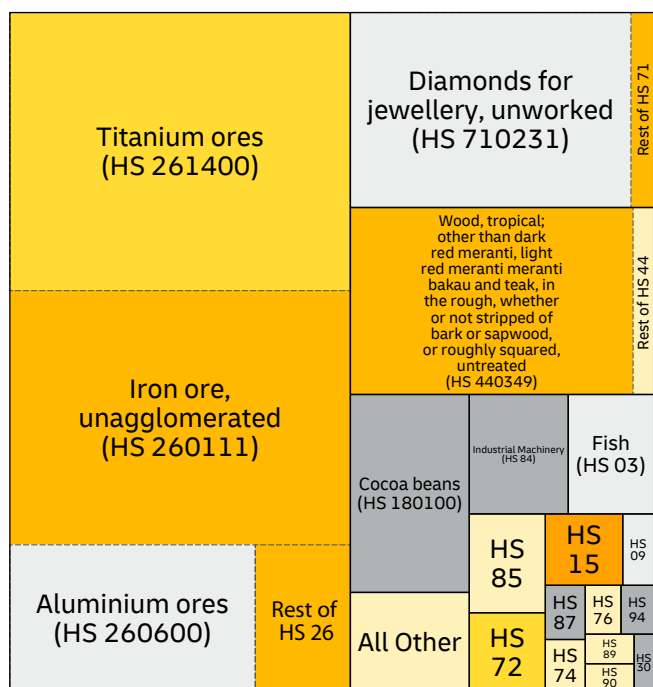 Titanium ores
(HS 261400)
Iron ore,
unagglomerated
(HS 260111)
Aluminium ores
(HS 260600)
Rest of
HS 26
Diamonds for
jewellery, unworked
(HS 710231)
Rest of HS 71
Wood, tropical;
other than dark
red meranti, light
red meranti meranti
bakau and teak, in
the rough, whether
or not stripped of
bark or sapwood,
or roughly squared,
untreated
(HS 440349)
Rest of HS 44
Cocoa beans
(HS 180100)
All Other
Industrial Machinery
(HS 84)
Fish
(HS 03)
HS
85
HS
72
HS
15
HS
09
HS
87
HS
76
HS
94
HS
74
HS
89
HS
90
HS
30